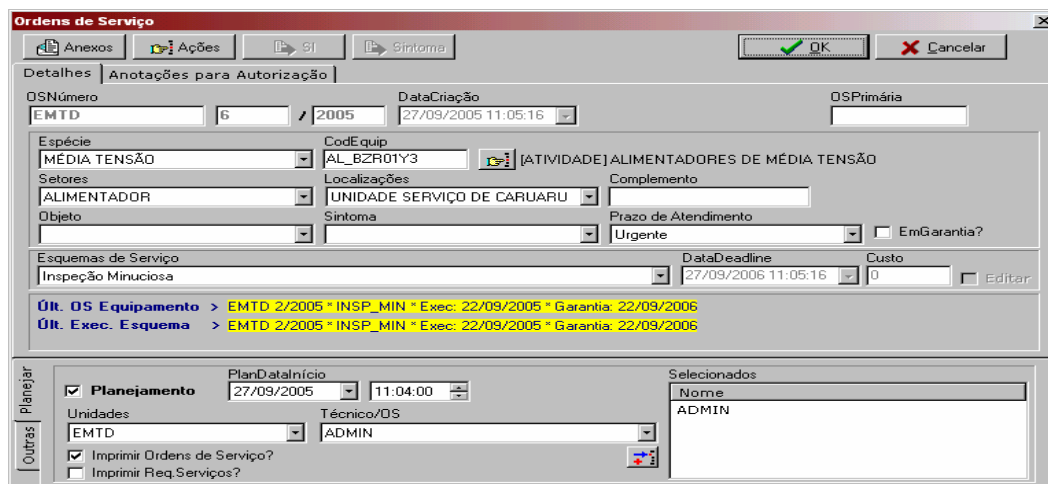 Ordens de Serviço
Anexos Ações SI Sintoma OK Cancelar
Detalhes Anotações para Autorização
OSNúmero DataCriação OSPrimária
EMTD 6 / 2005 27/09/2005 11:05:16
Espécie CodEquip
MÉDIA TENSÃO AL_BZR01Y3 [ATIVIDADE] ALIMENTADORES DE MÉDIA TENSÃO
Setores Localizações Complemento
ALIMENTADOR UNIDADE SERVIÇO DE CARUARU
Objeto Sintoma Prazo de Atendimento
Urgente EmGarantia?
Esquemas de Serviço DataDeadline Custo
Inspeção Minuciosa 27/09/2006 11:05:16 0 Editar
Últ. OS Equipamento > EMTD 2/2005 * INSP_MIN * Exec: 22/09/2005 * Garantia: 22/09/2006
Últ. Exec. Esquema > EMTD 2/2005 * INSP_MIN * Exec: 22/09/2005 * Garantia: 22/09/2006
Planejar
Outras
PlanDataInício Selecionados
Planejamento 27/09/2005 11:04:00 Nome
Unidades Técnico/OS ADMIN
EMTD ADMIN
Imprimir Ordens de Serviço?
Imprimir Req.Serviços?